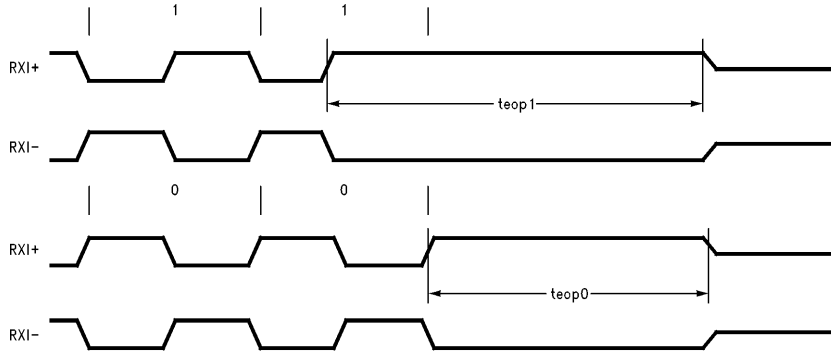 1 1
RXI+
teop1
RXI-
0 0
RXI+
teop0
RXI-